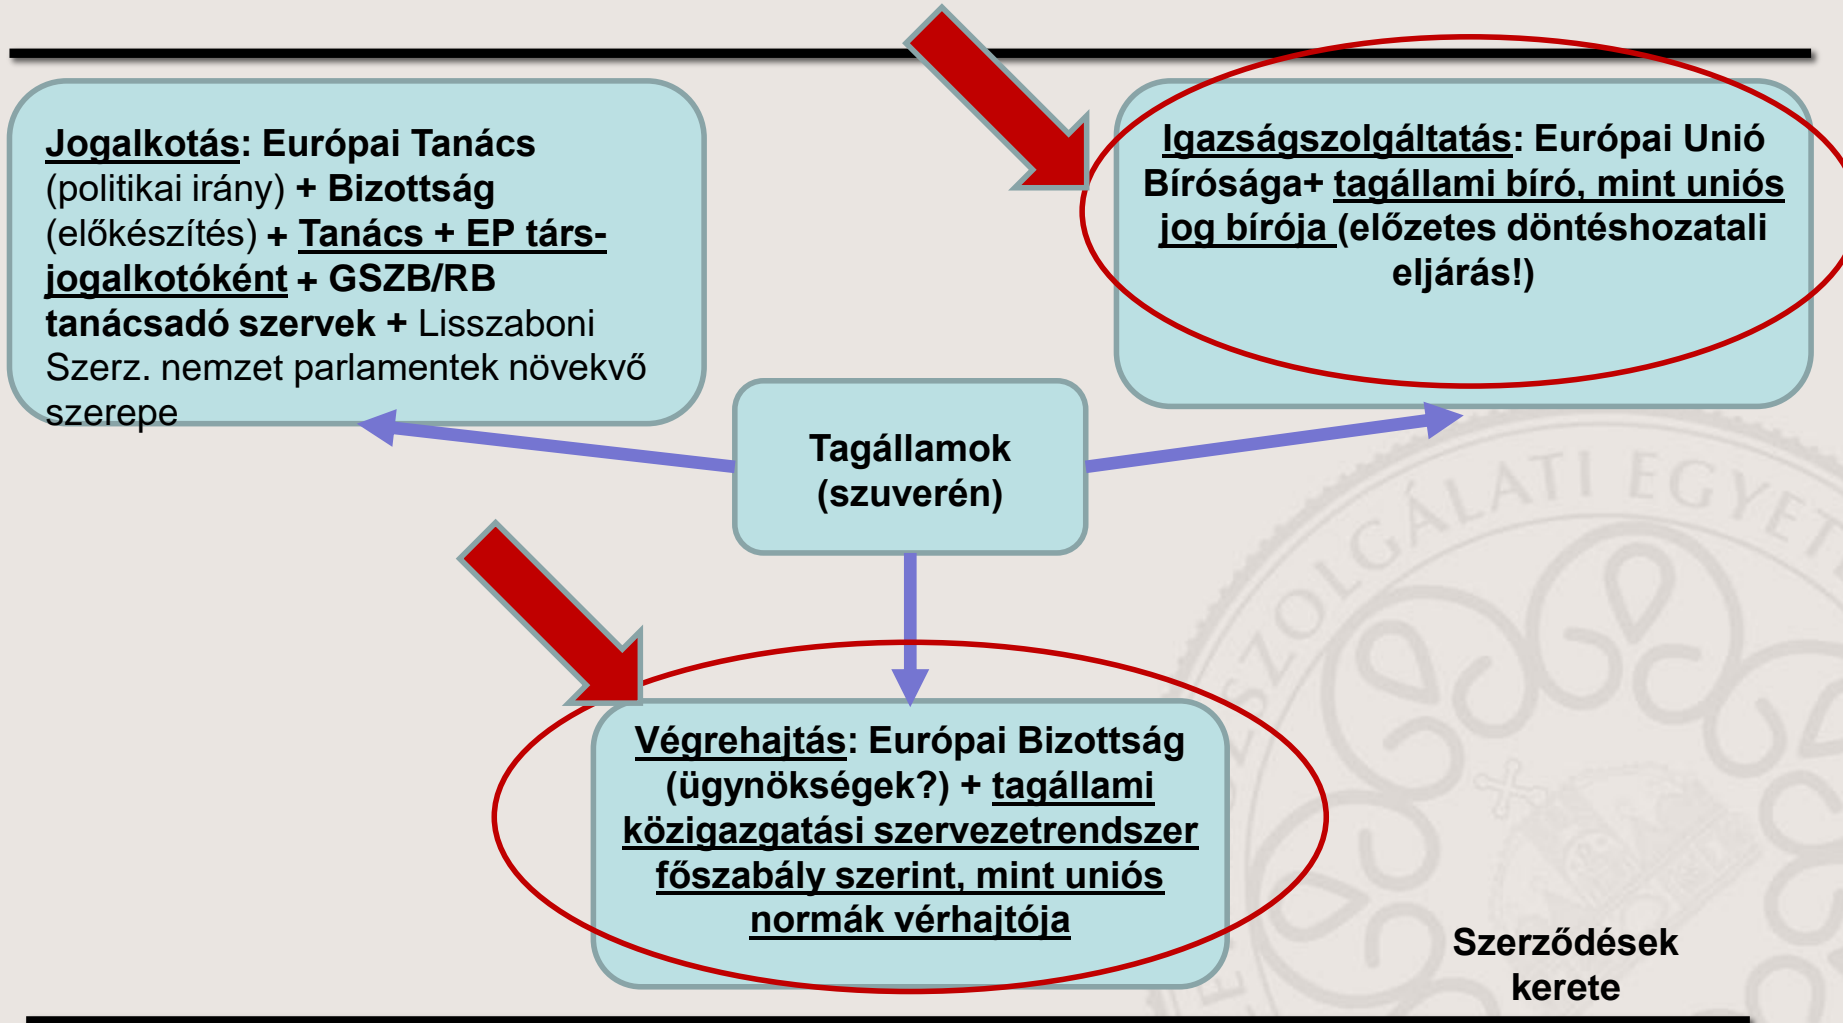 Jogalkotás: Európai Tanács
(politikai irány) + Bizottság
(előkészítés) + Tanács + EP társ-
jogalkotóként + GSZB/RB
tanácsadó szervek + Lisszaboni
Szerz. nemzet parlamentek növekvő
szerepe
Igazságszolgáltatás: Európai Unió
Bírósága+ tagállami bíró, mint uniós
jog bírója (előzetes döntéshozatali
eljárás!)
Tagállamok
(szuverén)
Végrehajtás: Európai Bizottság
(ügynökségek?) + tagállami
közigazgatási szervezetrendszer
főszabály szerint, mint uniós
normák vérhajtója
Szerződések
kerete